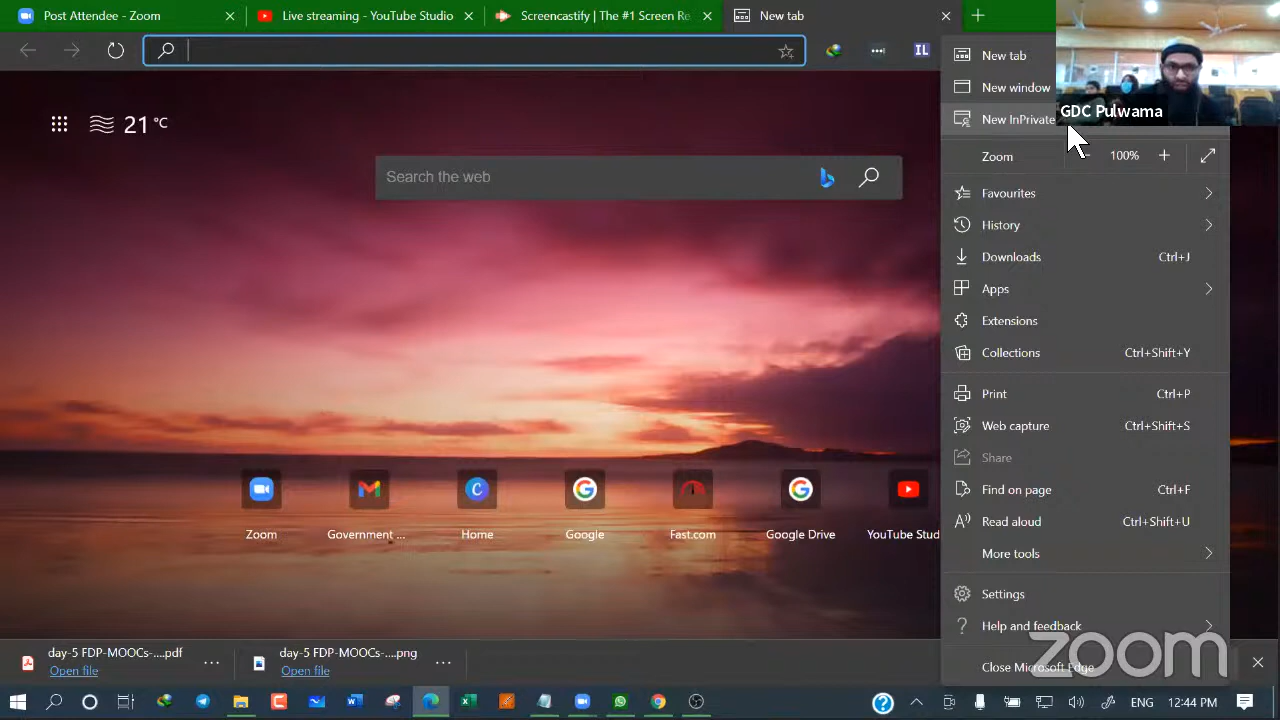 Post Attendee - Zoom
Live streaming - YouTube Studio
Screencastify | The #1 Screen Re
New tab
IL
21 °C
Search the web
New tab
New window
New InPrivate
GDC Pulwama
Zoom 100%
Favourites
History
Downloads Ctrl+J
Apps
Extensions
Collections Ctrl+Shift+Y
Print Ctrl+P
Web capture Ctrl+Shift+S
Share
Find on page Ctrl+F
Read aloud Ctrl+Shift+U
More tools
Settings
Help and feedback
Close Microsoft Edge
zoom
Zoom
Government ...
Home
Google
Fast.com
Google Drive
YouTube Stud
day-5 FDP-MOOCs-....pdf
Open file
day-5 FDP-MOOCs-....png
Open file
ENG 12:44 PM